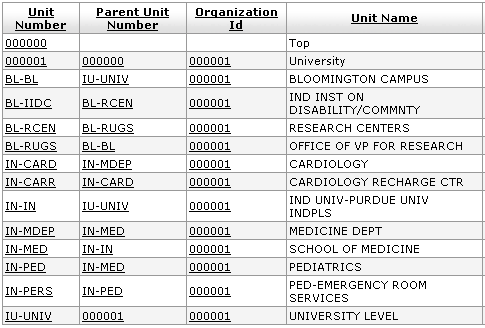 Unit Number Parent Unit Number Organization Id Unit Name
000000 Top
000001 000000 000001 University
BL-BL IU-UNIV 000001 BLOOMINGTON CAMPUS
BL-IIDC BL-RCEN 000001 IND INST ON DISABILITY/COMMNTY
BL-RCEN BL-RUGS 000001 RESEARCH CENTERS
BL-RUGS BL-BL 000001 OFFICE OF VP FOR RESEARCH
IN-CARD IN-MDEP 000001 CARDIOLOGY
IN-CARR IN-CARD 000001 CARDIOLOGY RECHARGE CTR
IN-IN IU-UNIV 000001 IND UNIV-PURDUE UNIV INDPLS
IN-MDEP IN-MED 000001 MEDICINE DEPT
IN-MED IN-IN 000001 SCHOOL OF MEDICINE
IN-PED IN-MED 000001 PEDIATRICS
IN-PERS IN-PED 000001 PED-EMERGENCY ROOM SERVICES
IU-UNIV 000001 000001 UNIVERSITY LEVEL